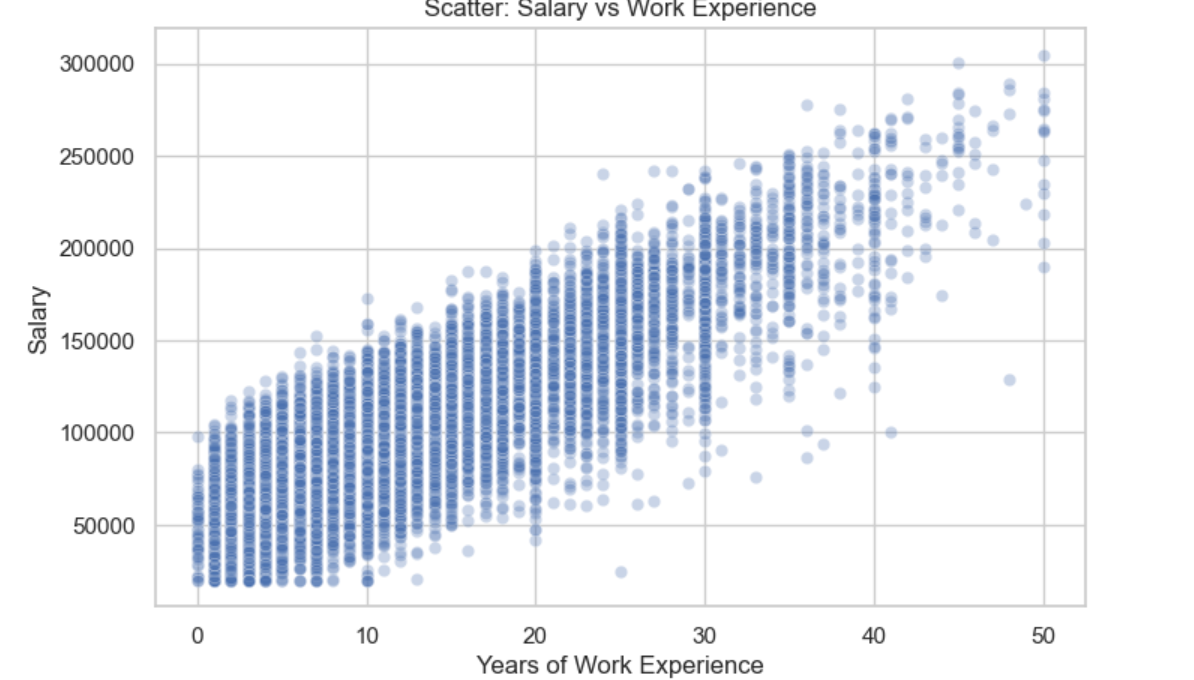 Scatter: Salary vs Work Experience
300000
250000
200000
150000
100000
50000
Salary
0 10 20 30 40 50
Years of Work Experience